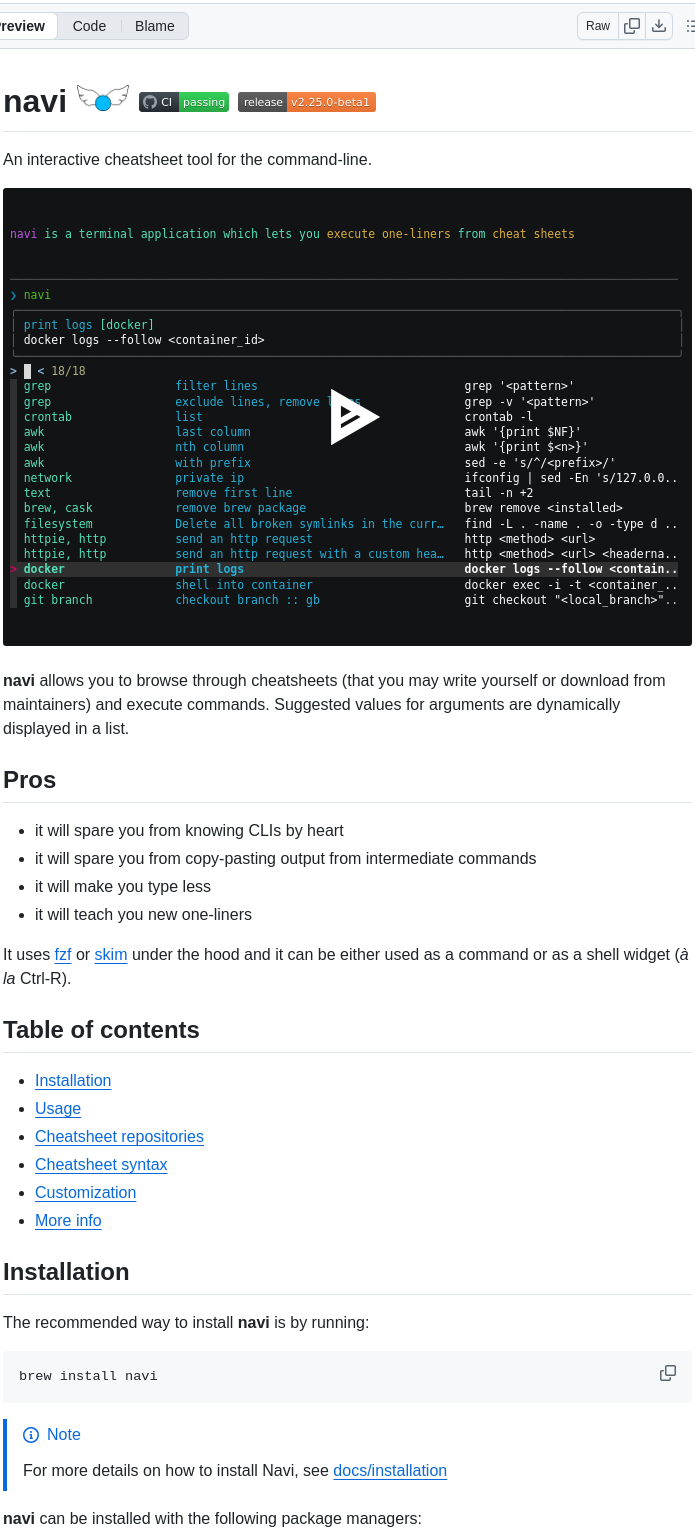 Preview Code Blame Raw
navi CI passing release v2.25.0-beta1
An interactive cheatsheet tool for the command-line.
navi is a terminal application which lets you execute one-liners from cheat sheets
❯ navi
print logs [docker]
docker logs --follow <container_id>
> < 18/18
grep filter lines grep '<pattern>'
grep exclude lines, remove lines grep -v '<pattern>'
crontab list crontab -l
awk last column awk '{print $NF}'
awk nth column awk '{print $<n>}'
awk with prefix sed -e 's/^/<prefix>/'
network private ip ifconfig | sed -En 's/127.0.0..
text remove first line tail -n +2
brew, cask remove brew package brew remove <installed>
filesystem Delete all broken symlinks in the curr… find -L . -name . -o -type d ..
httpie, http send an http request http <method> <url>
httpie, http send an http request with a custom hea… http <method> <url> <headerna..
> docker print logs docker logs --follow <contain..
docker shell into container docker exec -i -t <container_..
git branch checkout branch :: gb git checkout "<local_branch>"..
navi allows you to browse through cheatsheets (that you may write yourself or download from
maintainers) and execute commands. Suggested values for arguments are dynamically
displayed in a list.
Pros
• it will spare you from knowing CLIs by heart
• it will spare you from copy-pasting output from intermediate commands
• it will make you type less
• it will teach you new one-liners
It uses fzf or skim under the hood and it can be either used as a command or as a shell widget (à
la Ctrl-R).
Table of contents
• Installation
• Usage
• Cheatsheet repositories
• Cheatsheet syntax
• Customization
• More info
Installation
The recommended way to install navi is by running:
brew install navi
Note
For more details on how to install Navi, see docs/installation
navi can be installed with the following package managers: